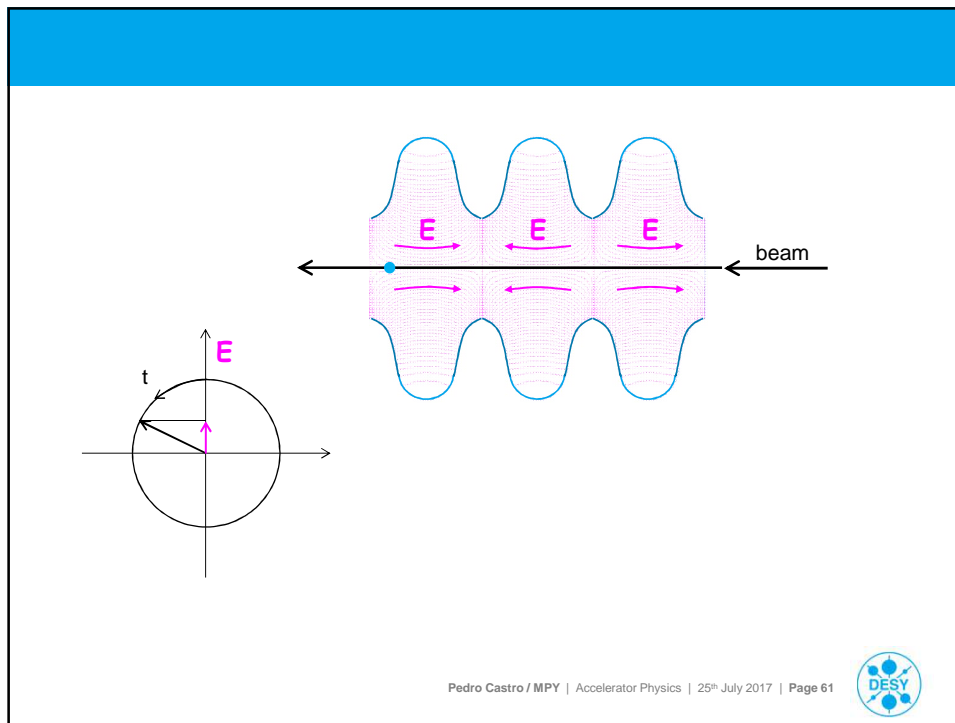 E E E
beam
E
t
Pedro Castro / MPY | Accelerator Physics | 25th July 2017 | Page 61
DESY